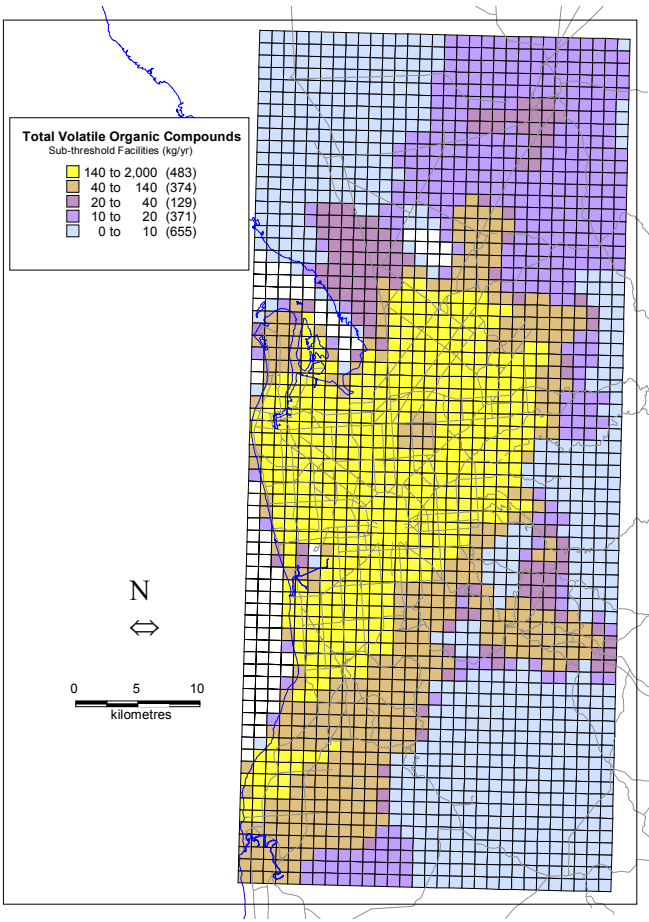 Total Volatile Organic Compounds
Sub-threshold Facilities (kg/yr)
140 to 2,000 (483)
40 to 140 (374)
20 to 40 (129)
10 to 20 (371)
0 to 10 (655)
N
0 5 10
kilometres